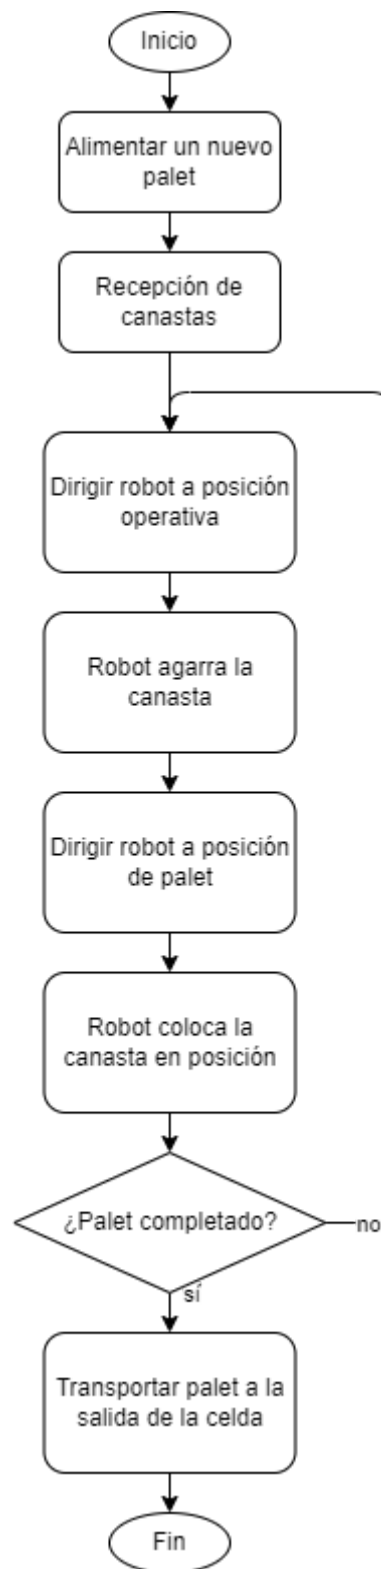 Inicio
Alimentar un nuevo
palet
Recepción de
canastas
Dirigir robot a posición
operativa
Robot agarra la
canasta
Dirigir robot a posición
de palet
Robot coloca la
canasta en posición
¿Palet completado?
no
sí
Transportar palet a la
salida de la celda
Fin